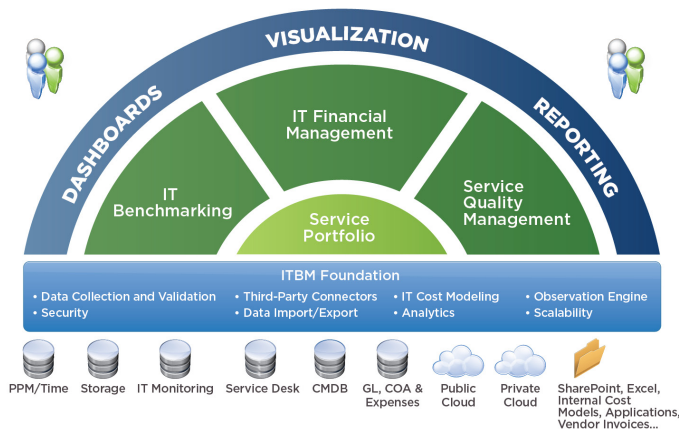 DASHBOARDS
VISUALIZATION
REPORTING
IT
Benchmarking
IT Financial
Management
Service
Quality
Management
Service
Portfolio
ITBM Foundation
• Data Collection and Validation
• Security
• Third-Party Connectors
• Data Import/Export
• IT Cost Modeling
• Analytics
• Observation Engine
• Scalability
PPM/Time
Storage
IT Monitoring
Service Desk
CMDB
GL, COA &
Expenses
Public
Cloud
Private
Cloud
SharePoint, Excel,
Internal Cost
Models, Applications,
Vendor Invoices...